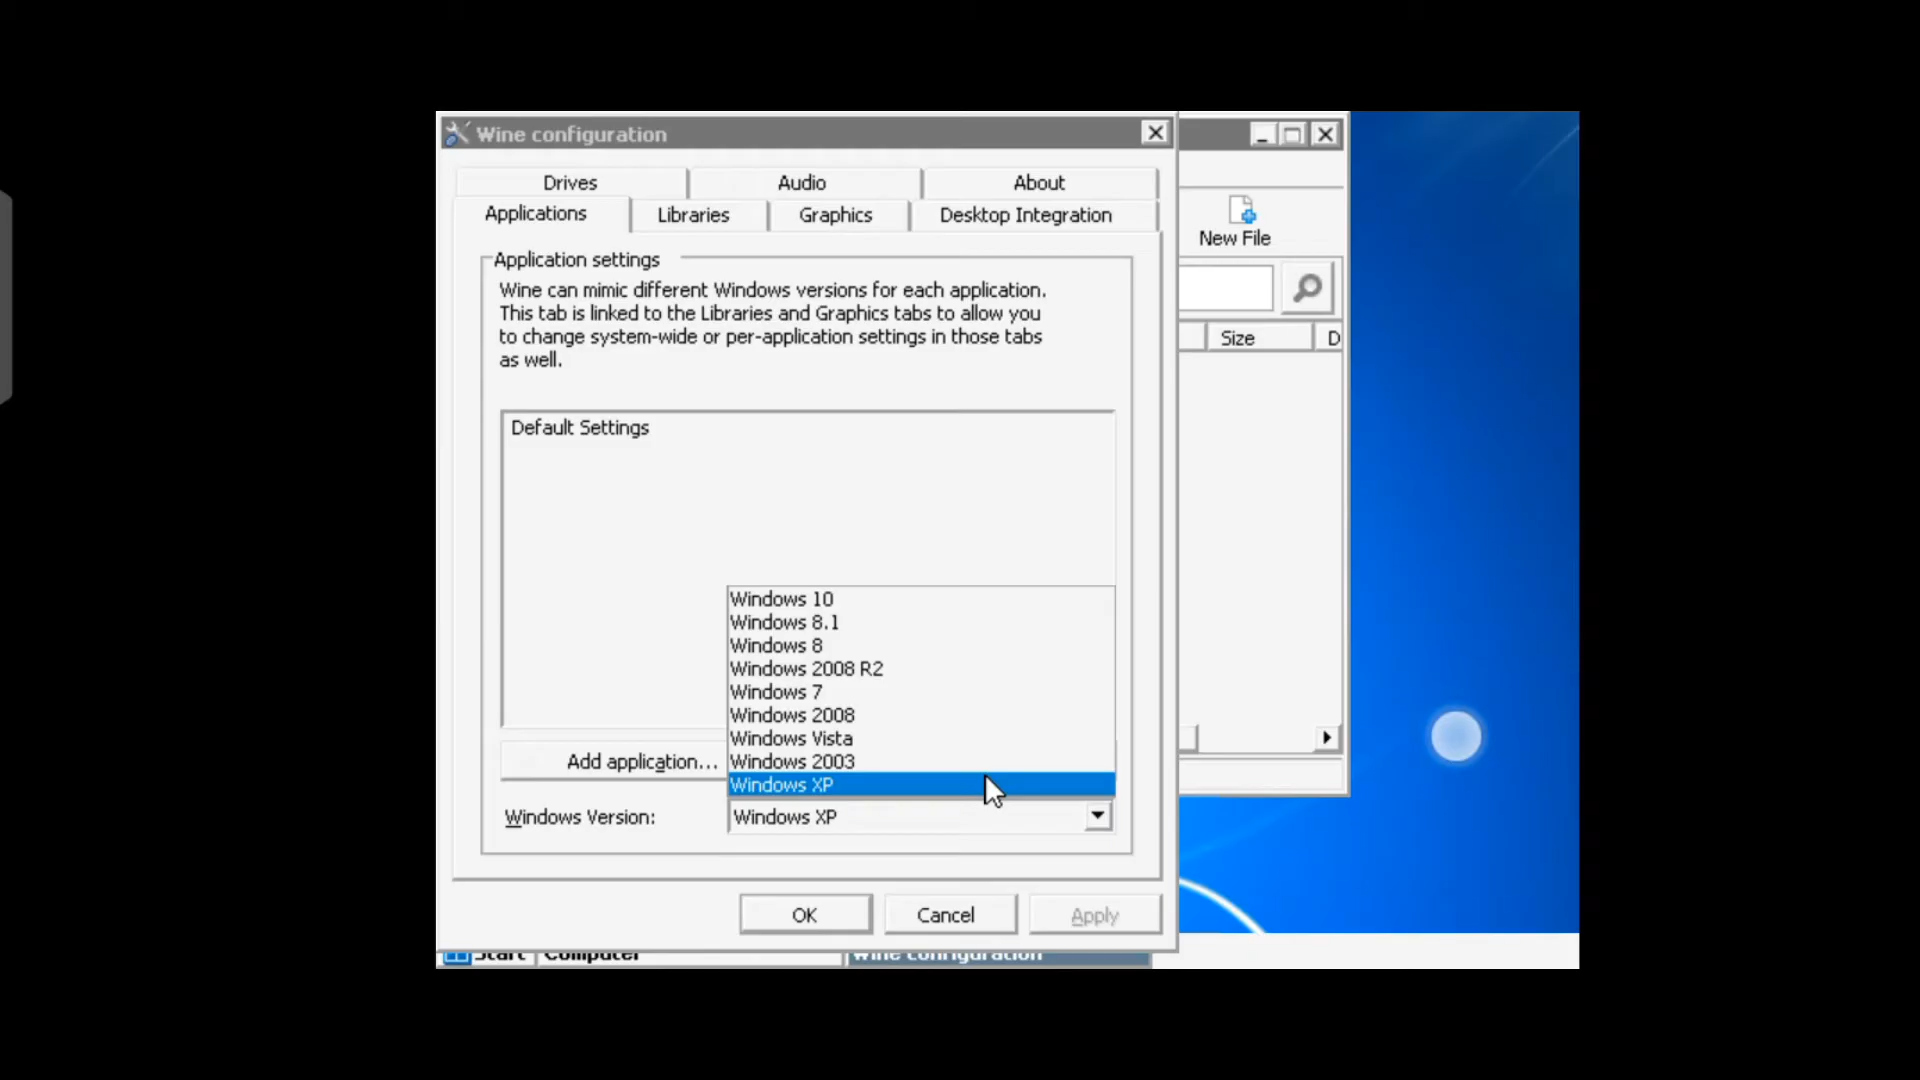 Wine configuration
Drives
Audio
About
Applications
Libraries
Graphics
Desktop Integration
New File
Application settings
Wine can mimic different Windows versions for each application.
This tab is linked to the Libraries and Graphics tabs to allow you
to change system-wide or per-application settings in those tabs
as well.
Size
D
Default Settings
Windows 10
Windows 8.1
Windows 8
Windows 2008 R2
Windows 7
Windows 2008
Windows Vista
Windows 2003
Windows XP
Add application...
Windows Version:
Windows XP
OK
Cancel
Apply
Start
Computer
Wine configuration